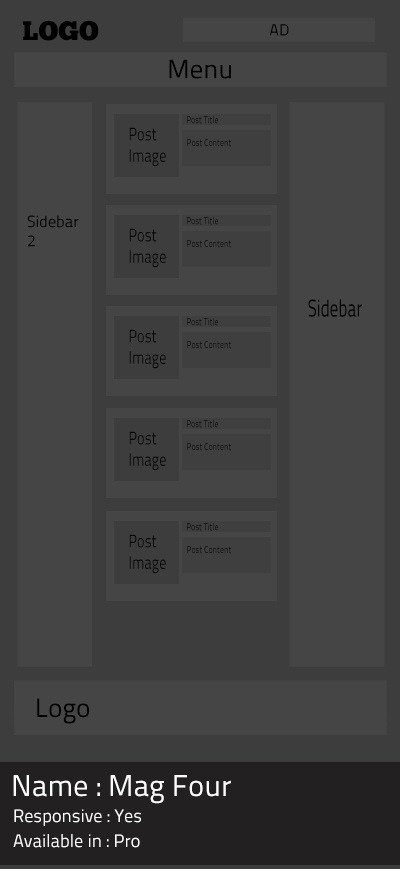 LOGO
AD
Menu
Sidebar
2
Post
Image
Post Title
Post Content
Post
Image
Post Title
Post Content
Post
Image
Post Title
Post Content
Post
Image
Post Title
Post Content
Post
Image
Post Title
Post Content
Sidebar
Logo
Name : Mag Four
Responsive : Yes
Available in : Pro